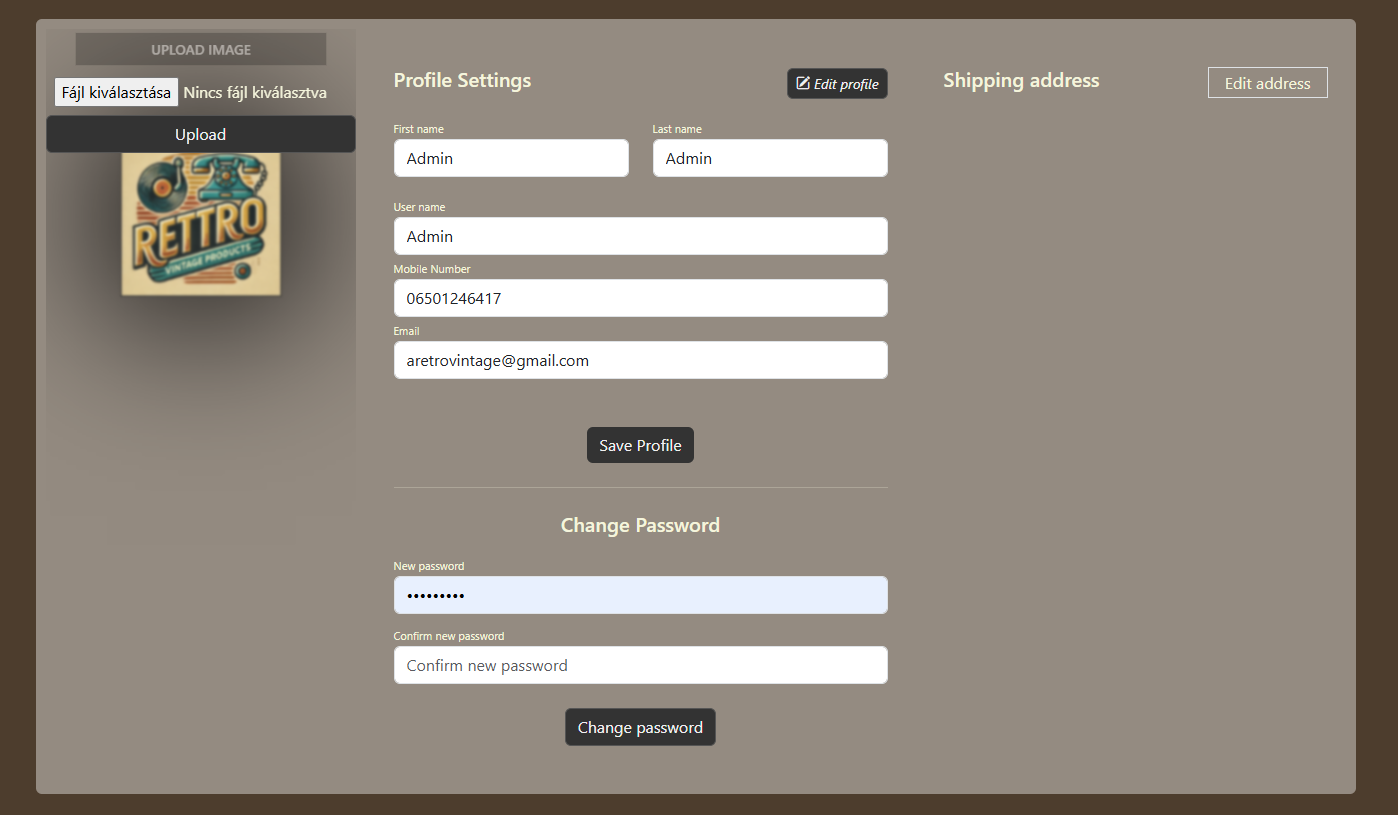 UPLOAD IMAGE
Fájl kiválasztása Nincs fájl kiválasztva
Upload
RETTRO
VINTAGE PRODUCTS
Profile Settings
Edit profile
First name
Admin
Last name
Admin
User name
Admin
Mobile Number
06501246417
Email
aretrovintage@gmail.com
Save Profile
Change Password
New password
•••••••••
Confirm new password
Confirm new password
Change password
Shipping address
Edit address